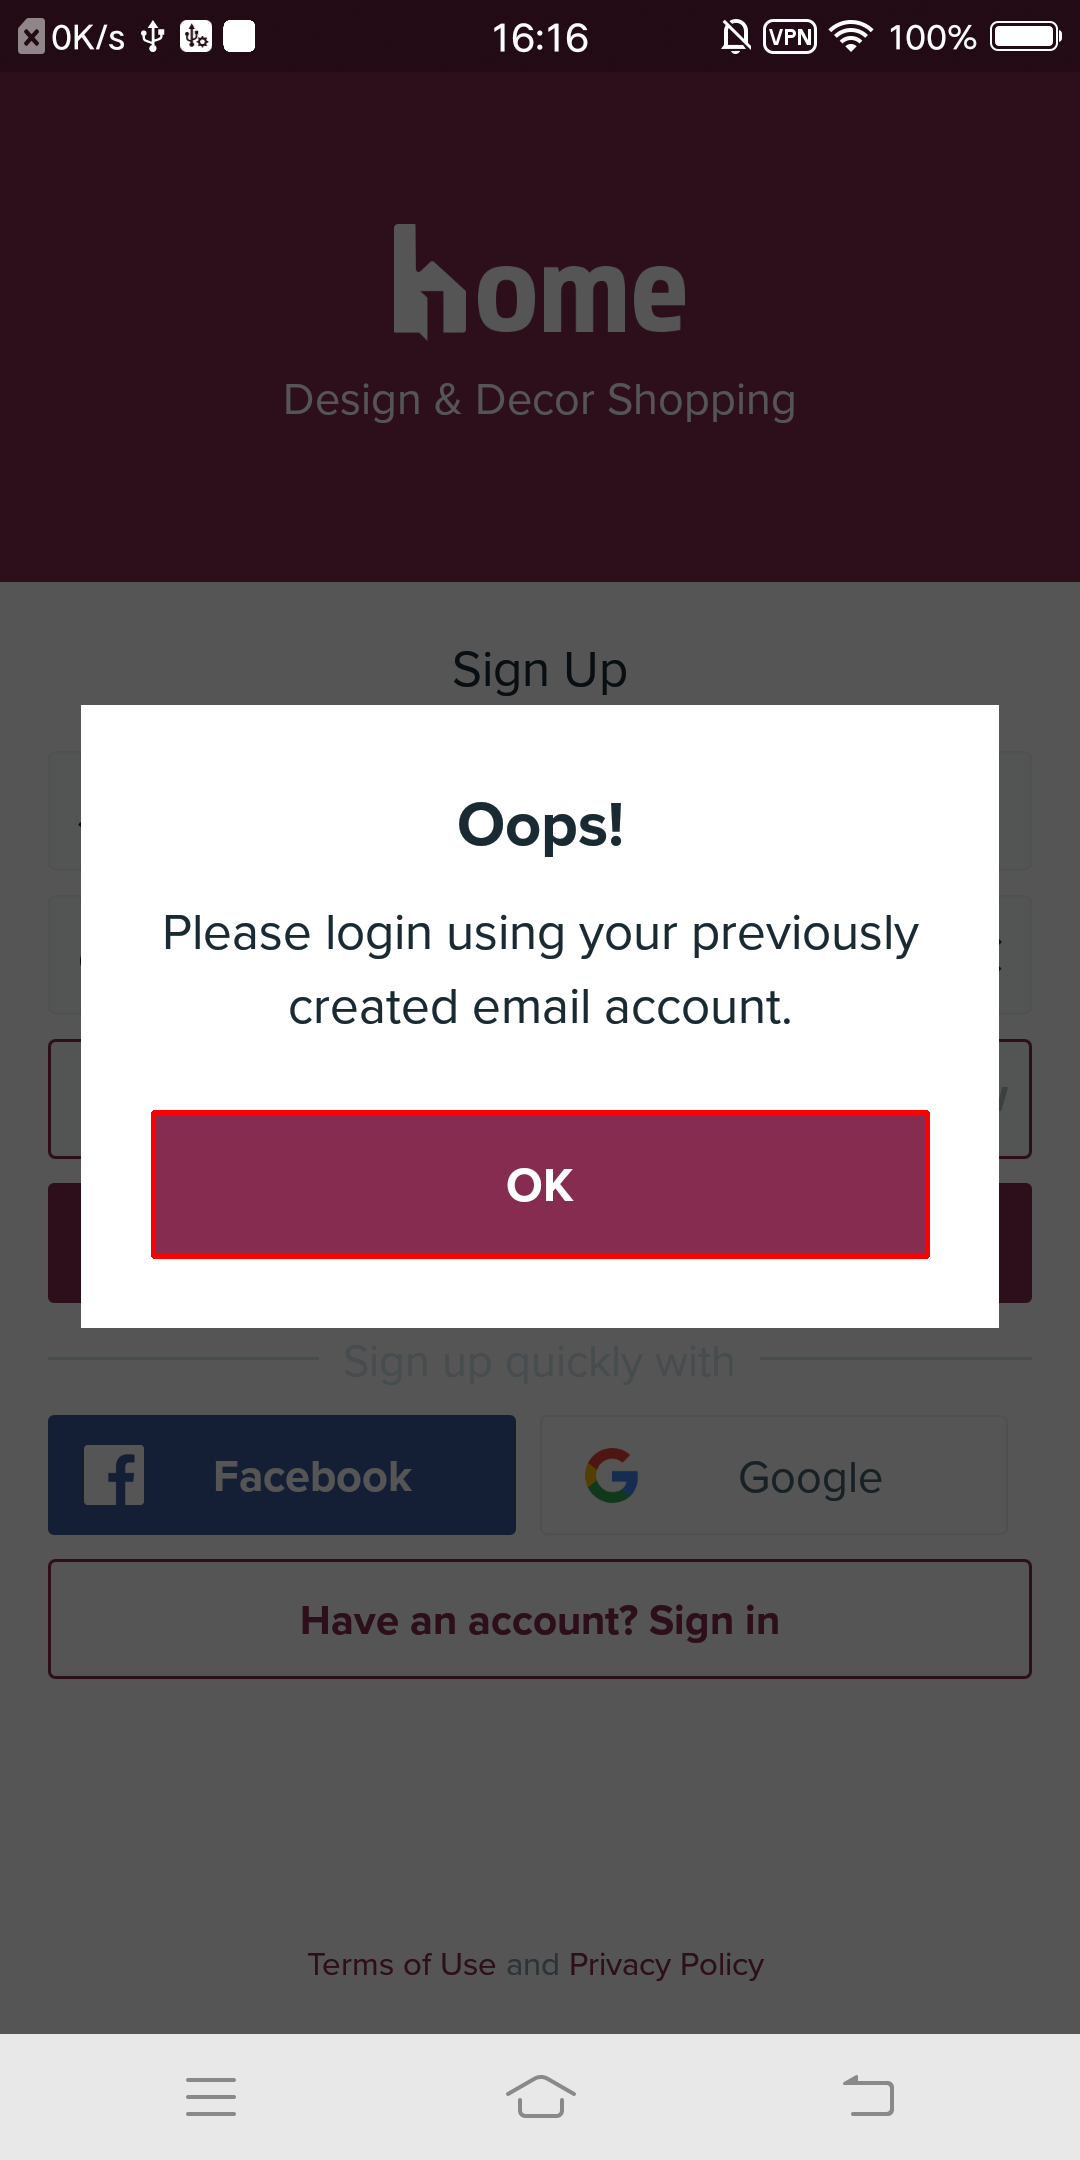 0K/s
16:16
VPN
100%
home
Design & Decor Shopping
Sign Up
Oops!
Please login using your previously
created email account.
OK
Sign up quickly with
Facebook
Google
Have an account? Sign in
Terms of Use and Privacy Policy